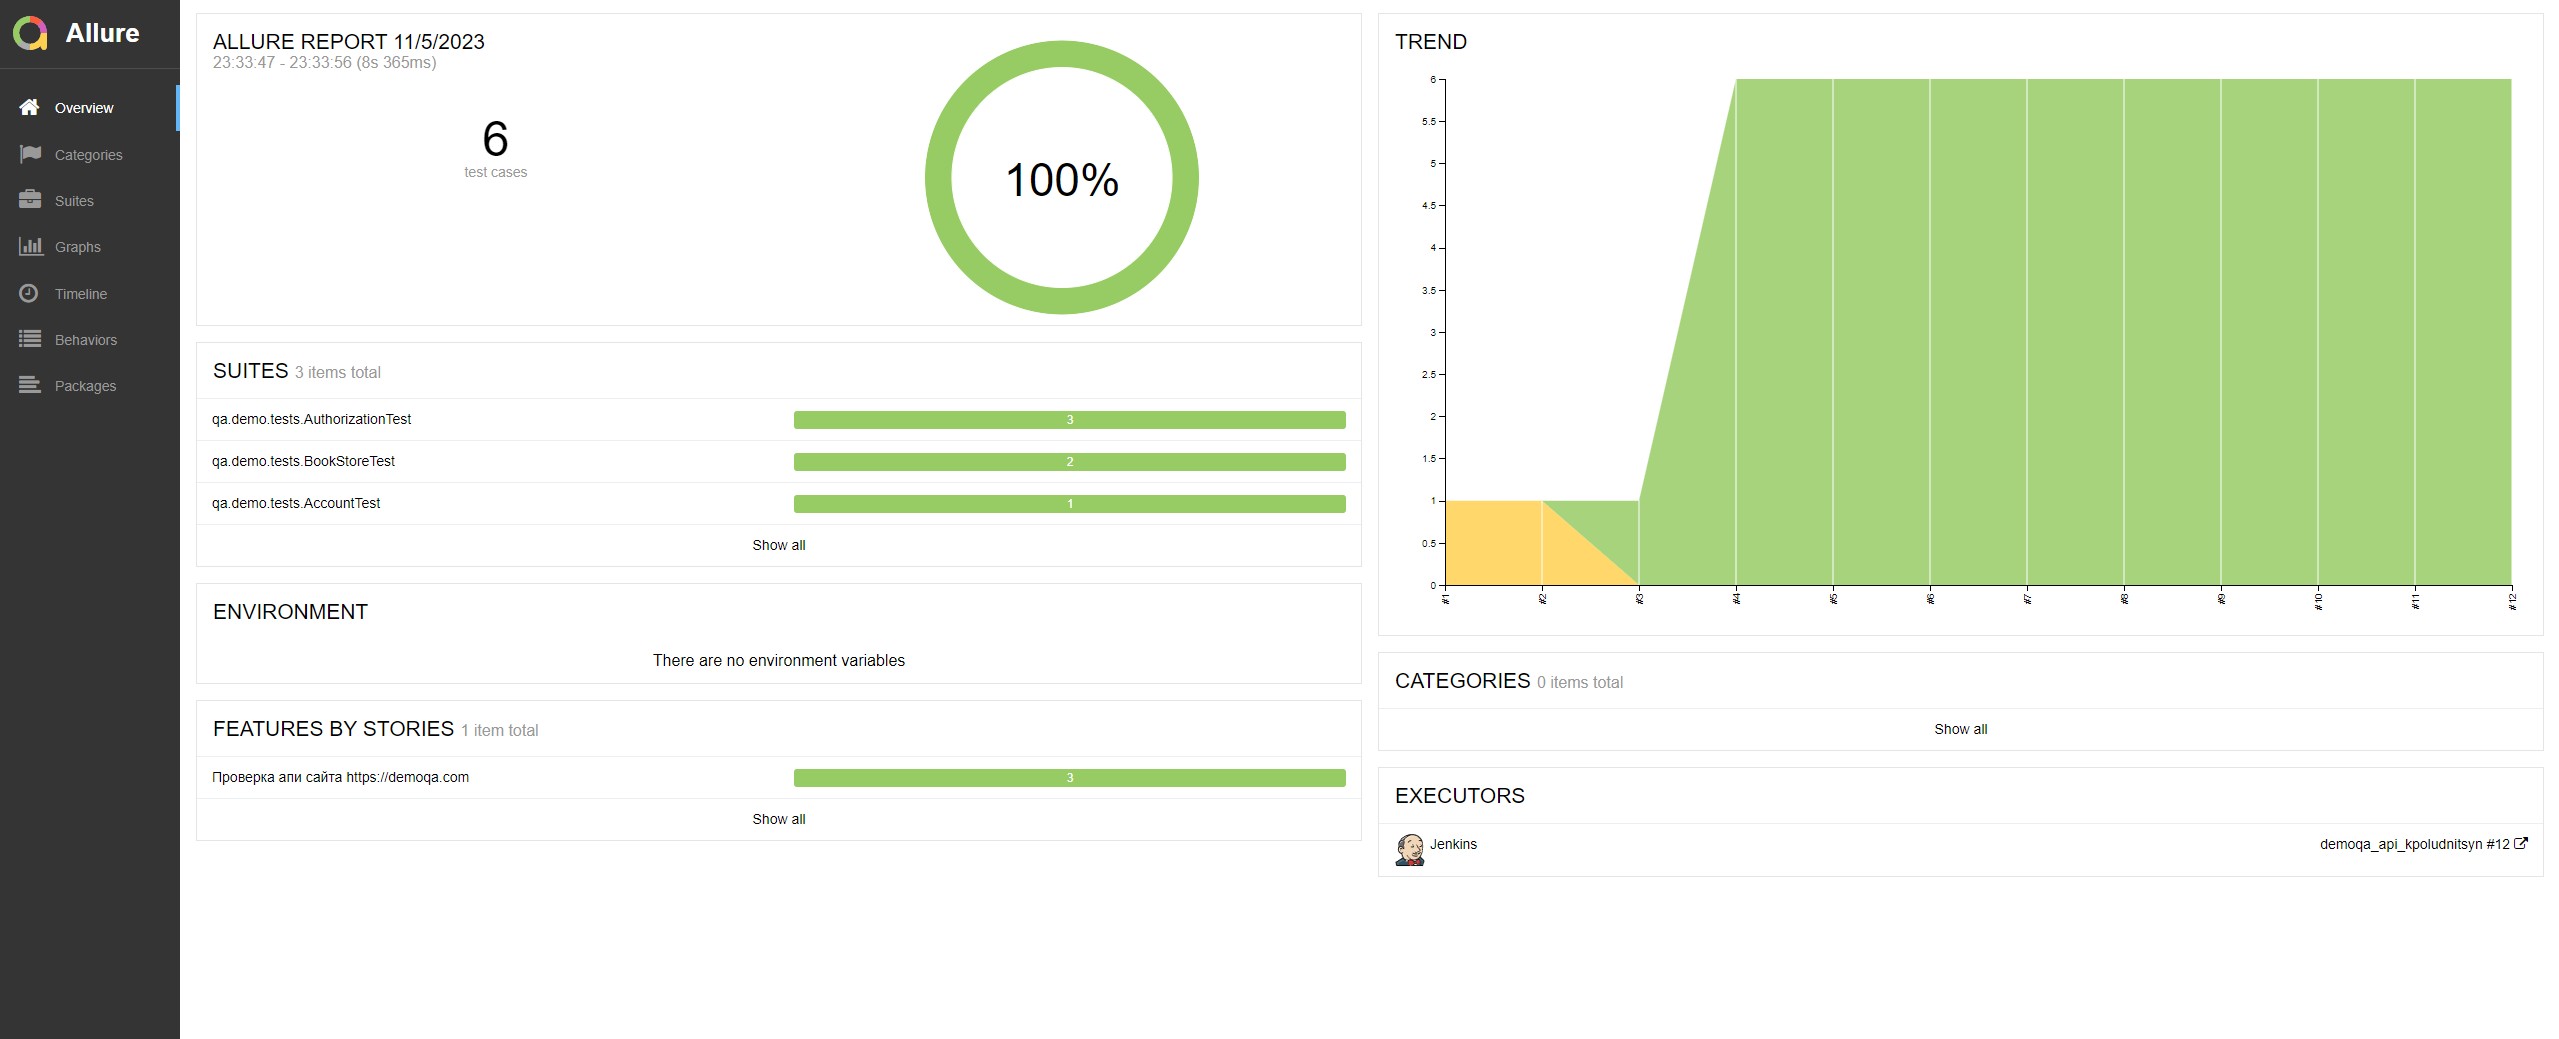 Allure
Overview
Categories
Suites
Graphs
Timeline
Behaviors
Packages
ALLURE REPORT 11/5/2023
23:33:47 - 23:33:56 (8s 365ms)
6
test cases
100%
SUITES 3 items total
qa.demo.tests.AuthorizationTest 3
qa.demo.tests.BookStoreTest 2
qa.demo.tests.AccountTest 1
Show all
ENVIRONMENT
There are no environment variables
FEATURES BY STORIES 1 item total
Проверка апи сайта https://demoqa.com 3
Show all
TREND
6
5.5
5
4.5
4
3.5
3
2.5
2
1.5
1
0.5
0
#1 #2 #3 #4 #5 #6 #7 #8 #9 #10 #11 #12
CATEGORIES 0 items total
Show all
EXECUTORS
Jenkins demoqa_api_kpoludnitsyn #12